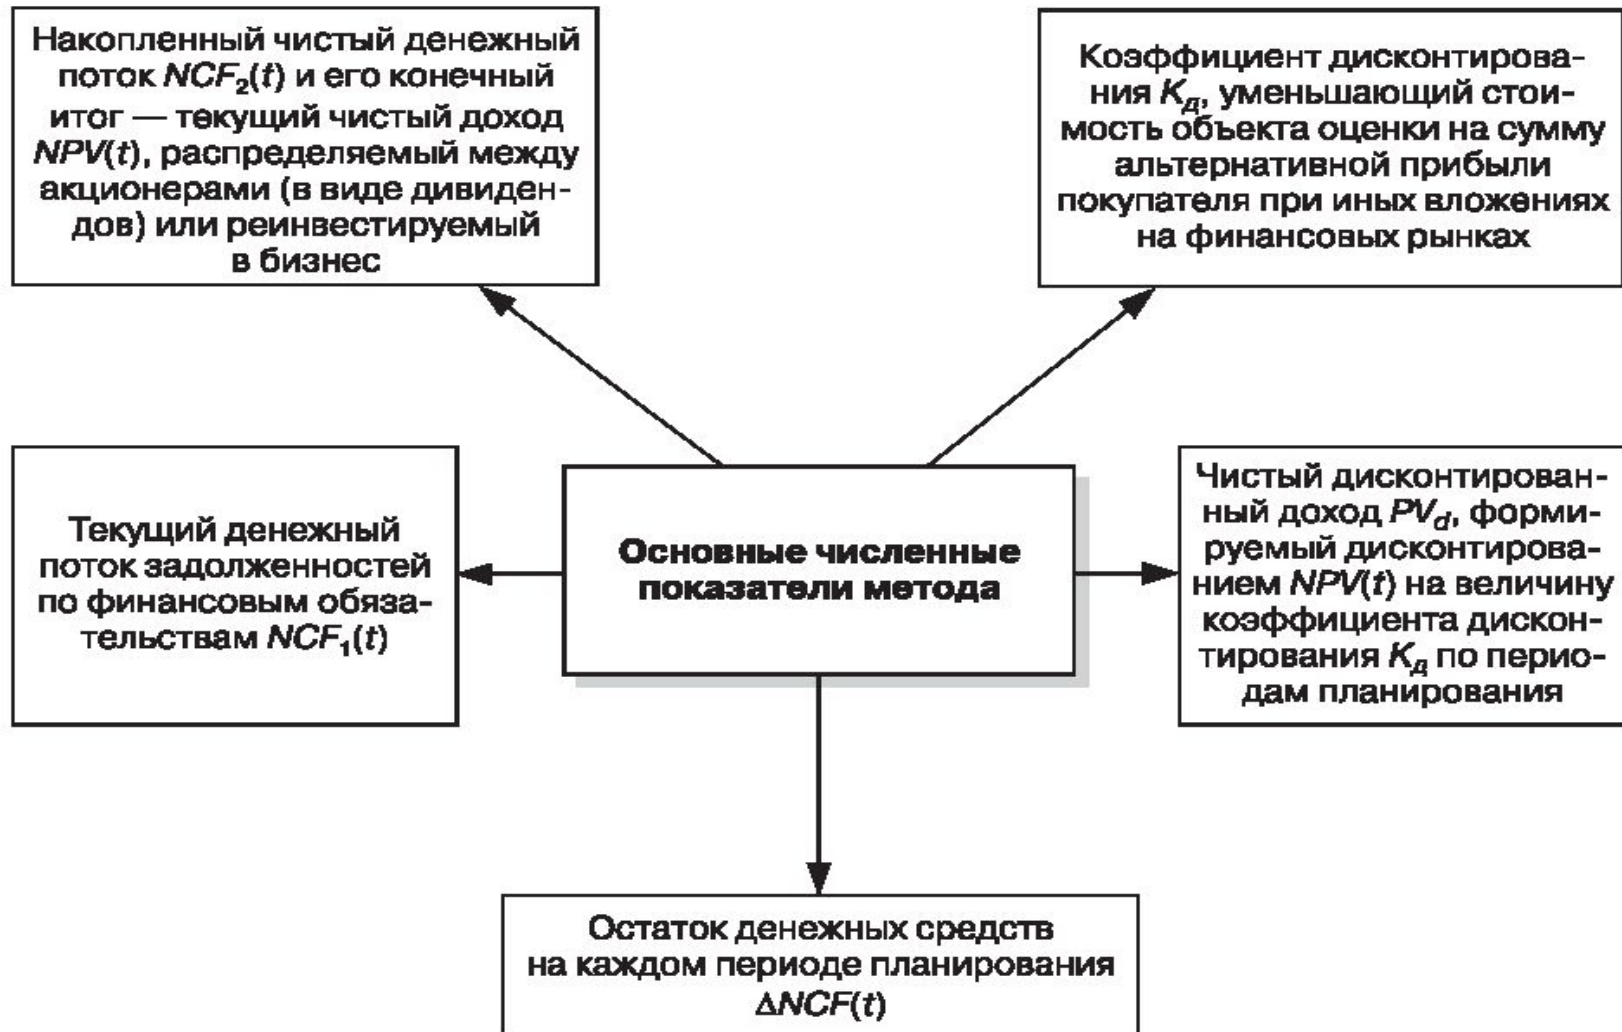 Накопленный чистый денежный
поток NCF₂(t) и его конечный
итог — текущий чистый доход
NPV(t), распределяемый между
акционерами (в виде дивиден-
дов) или реинвестируемый
в бизнес
Коэффициент дисконтирова-
ния Kд, уменьшающий стои-
мость объекта оценки на сумму
альтернативной прибыли
покупателя при иных вложениях
на финансовых рынках
Текущий денежный
поток задолженностей
по финансовым обяза-
тельствам NCF₁(t)
Основные численные
показатели метода
Чистый дисконтирован-
ный доход PVd, форми-
руемый дисконтирова-
нием NPV(t) на величину
коэффициента дискон-
тирования Kд по перио-
дам планирования
Остаток денежных средств
на каждом периоде планирования
ΔNCF(t)